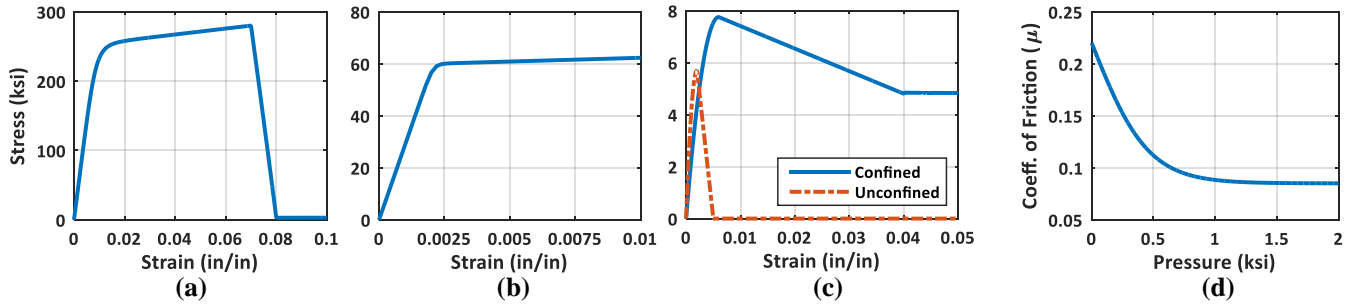 300
200
100
0
Stress (ksi)
0 0.02 0.04 0.06 0.08 0.1
Strain (in/in)
(a)
80
60
40
20
0
0 0.0025 0.005 0.0075 0.01
Strain (in/in)
(b)
8
6
4
2
0
Confined
Unconfined
0 0.01 0.02 0.03 0.04 0.05
Strain (in/in)
(c)
Coeff. of Friction (μ)
0.25
0.2
0.15
0.1
0.05
0 0.5 1 1.5 2
Pressure (ksi)
(d)